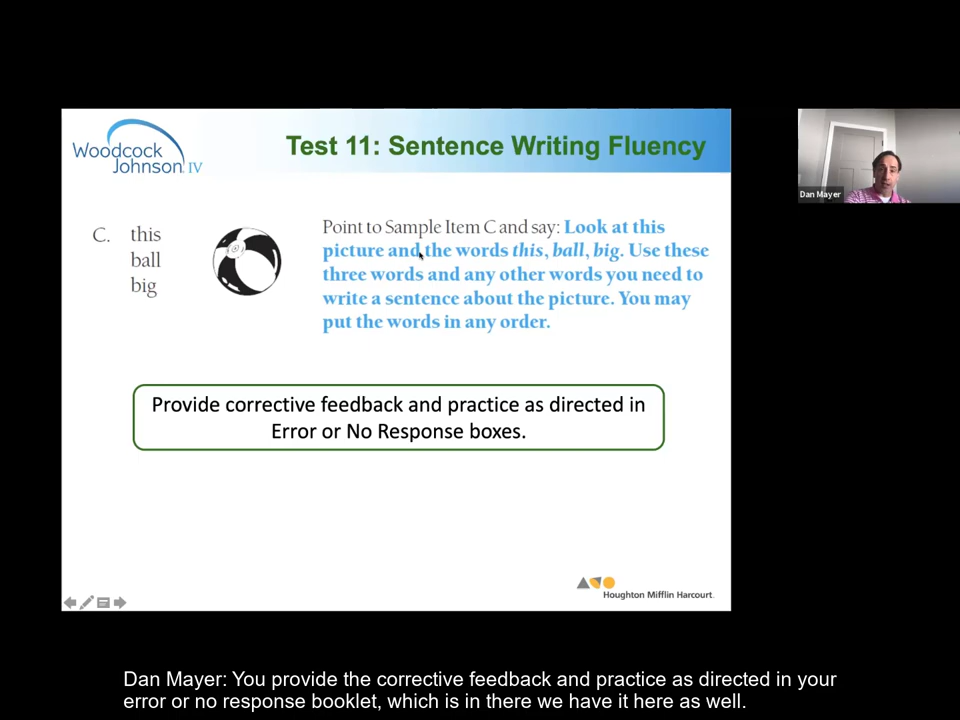 Woodcock
Johnson IV
Test 11: Sentence Writing Fluency
Dan Mayer
C. this
ball
big
Point to Sample Item C and say: Look at this
picture and the words this, ball, big. Use these
three words and any other words you need to
write a sentence about the picture. You may
put the words in any order.
Provide corrective feedback and practice as directed in
Error or No Response boxes.
Houghton Mifflin Harcourt.
Dan Mayer: You provide the corrective feedback and practice as directed in your
error or no response booklet, which is in there we have it here as well.